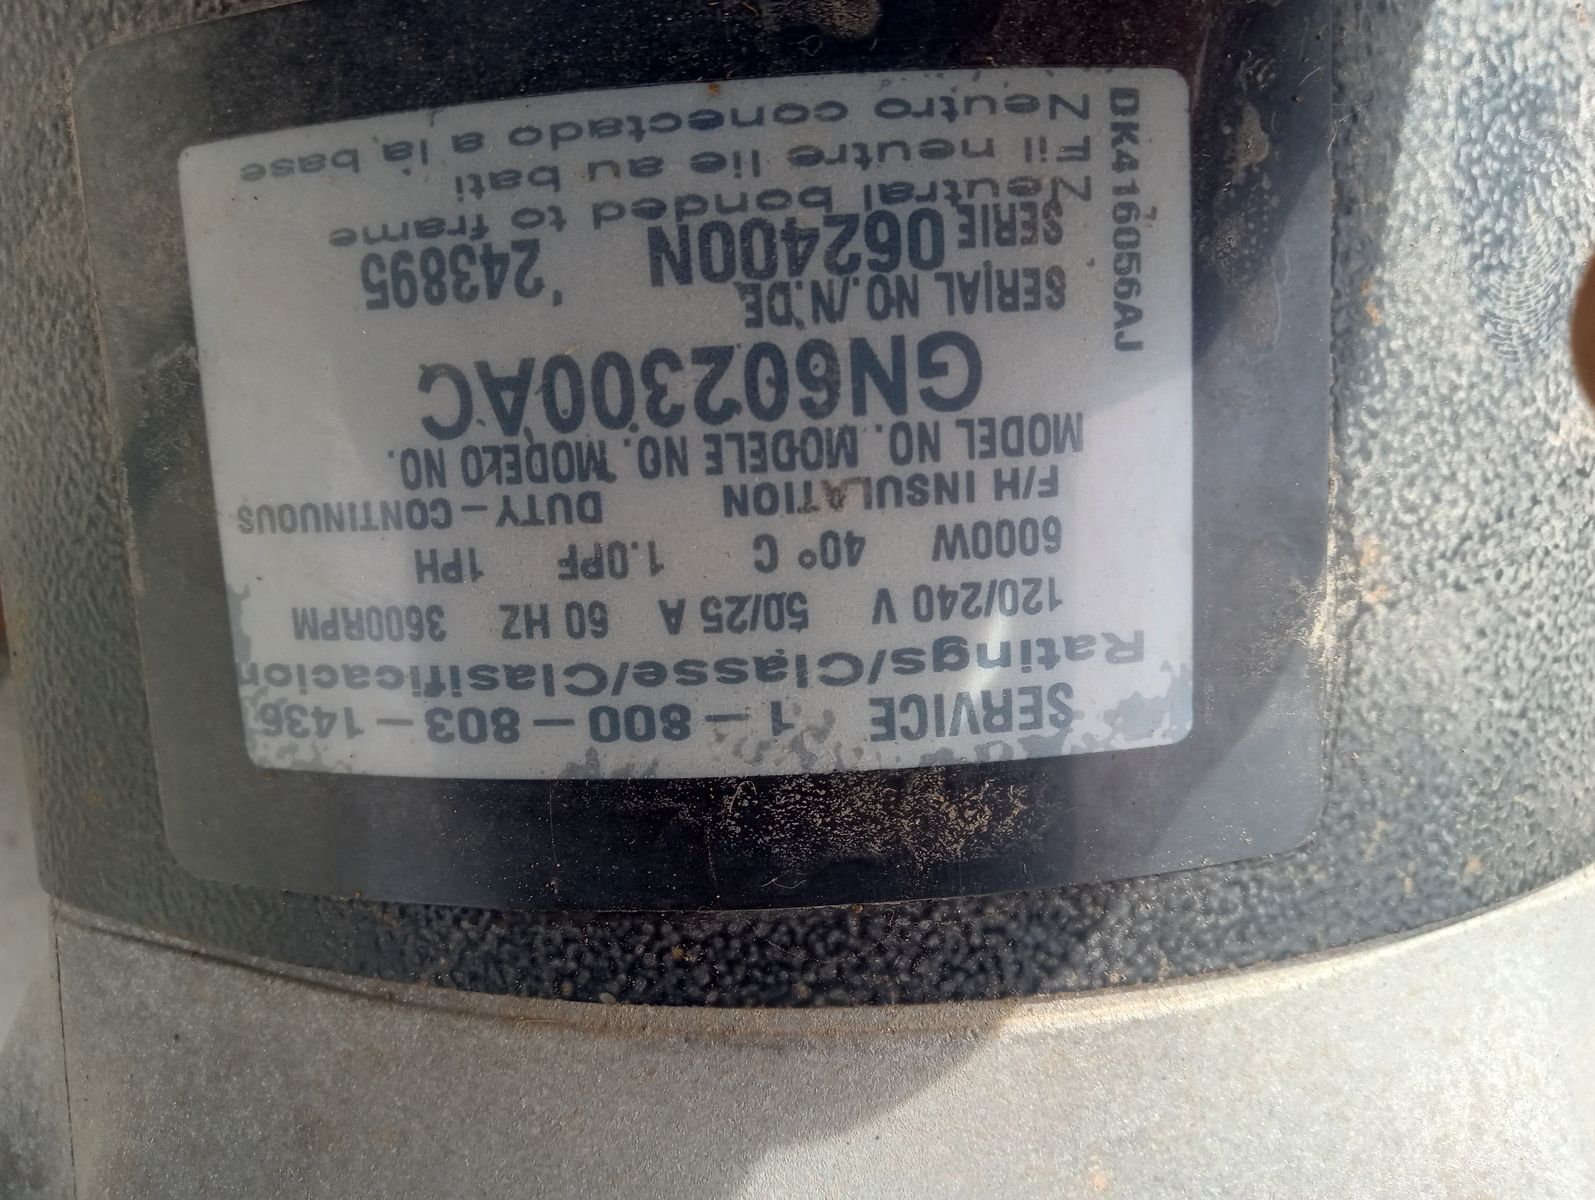 SERVICE 1-800-803-1436
Ratings/Classe/Clasificacion
120/240 V 50/25 A 60 HZ 3600RPM
6000W 40° C 1.0PF 1PH
F/H INSULATION DUTY-CONTINUOUS
MODEL NO. MODELE NO. MODELO NO.
GN602300AC
SERIAL NO./N.DE
SERIE 062400N 243895
Neutral bonded to frame
Z Fil neutre lie au bati
Z Neutro conectado a la base
DK416056AJ